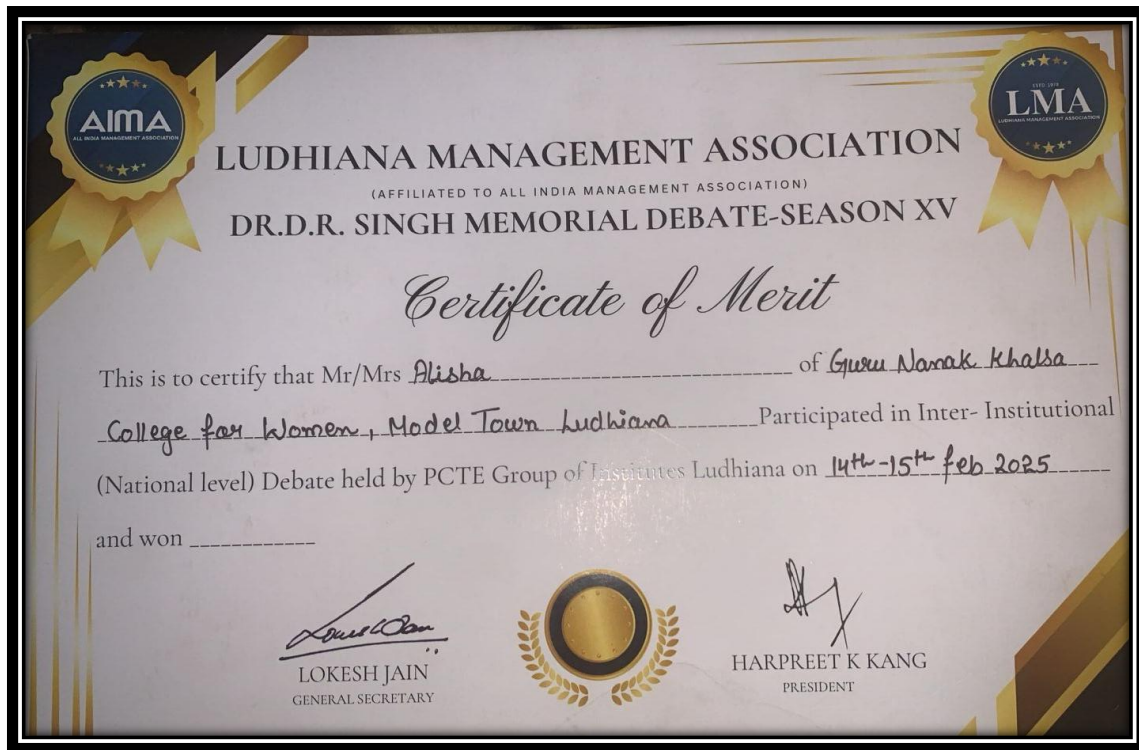 AIMA
ALL INDIA MANAGEMENT ASSOCIATION
ESTD 1978
LMA
LUDHIANA MANAGEMENT ASSOCIATION
LUDHIANA MANAGEMENT ASSOCIATION
(AFFILIATED TO ALL INDIA MANAGEMENT ASSOCIATION)
DR.D.R. SINGH MEMORIAL DEBATE-SEASON XV
Certificate of Merit
This is to certify that Mr/Mrs Alisha of Guru Nanak Khalsa
College for Women, Model Town Ludhiana Participated in Inter- Institutional
(National level) Debate held by PCTE Group of Institutes Ludhiana on 14th-15th feb 2025
and won ____________
LOKESH JAIN
GENERAL SECRETARY
HARPREET K KANG
PRESIDENT